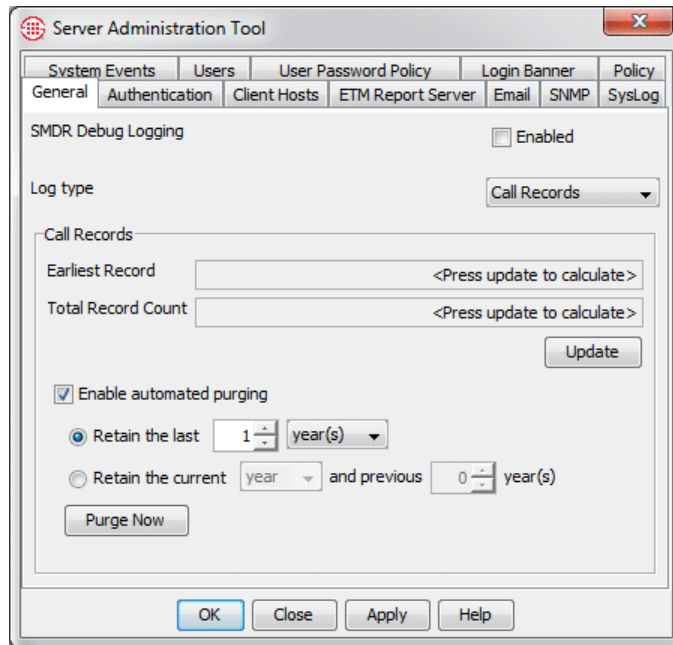 Server Administration Tool
System Events Users User Password Policy Login Banner Policy
General Authentication Client Hosts ETM Report Server Email SNMP SysLog
SMDR Debug Logging Enabled
Log type Call Records
Call Records
Earliest Record <Press update to calculate>
Total Record Count <Press update to calculate>
Update
Enable automated purging
Retain the last 1 year(s)
Retain the current year and previous 0 year(s)
Purge Now
OK Close Apply Help